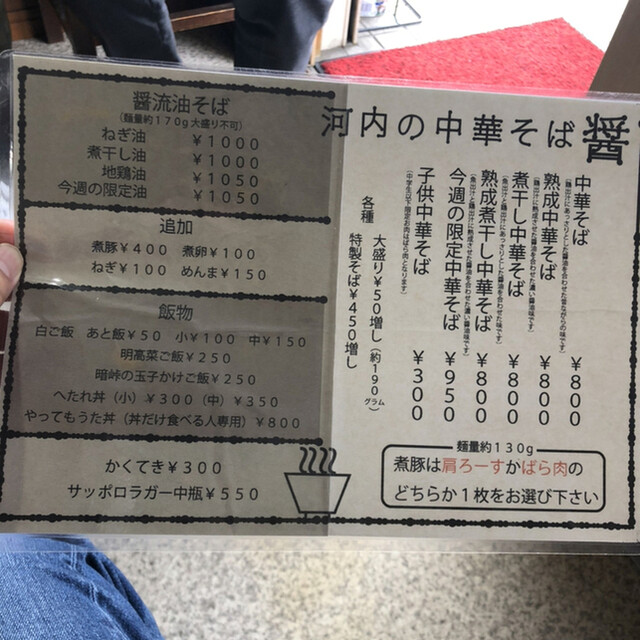 河内の中華そば 醤
中華そば ¥800
熟成中華そば ¥800
煮干し中華そば ¥800
熟成煮干し中華そば ¥800
今週の限定中華そば ¥950
子供中華そば ¥300
各種
大盛り¥50増し(約190グラム)
特製そば¥450増し
麺量約130g
煮豚は肩ろーすかばら肉の
どちらか1枚をお選び下さい
醤流油そば
(麺量約170g大盛り不可)
ねぎ油 ¥1000
煮干し油 ¥1000
地鶏油 ¥1050
今週の限定油 ¥1050
追加
煮豚¥400 煮卵¥100
ねぎ¥100 めんま¥150
飯物
白ご飯 あと飯¥50 小¥100 中¥150
明高菜ご飯¥250
暗峠の玉子かけご飯¥250
へたれ丼(小)¥300(中)¥350
やってもうた丼(丼だけ食べる人専用)¥800
かくてき¥300
サッポロラガー中瓶¥550